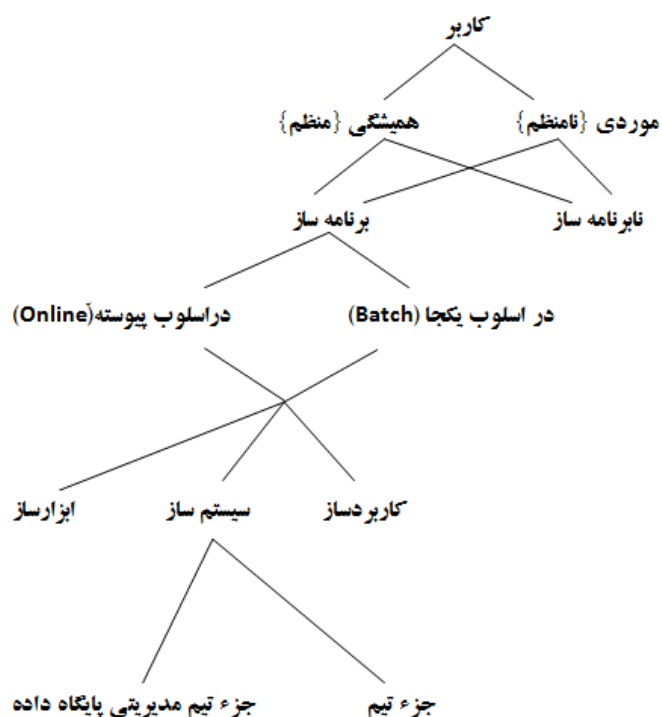 کاربر
موردی {نامنظم}
همیشگی {منظم}
نابرنامه ساز
برنامه ساز
در اسلوب یکجا (Batch)
دراسلوب پیوسته(Online)
کاربردساز
سیستم ساز
ابزارساز
جزء تیم
جزء تیم مدیریتی پایگاه داده